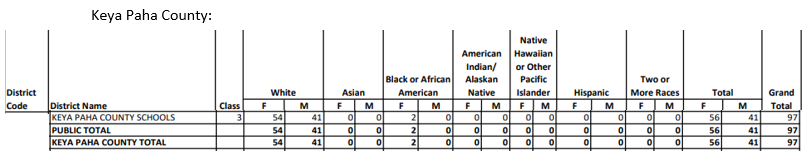 Keya Paha County:
Native
American Hawaiian
Indian/ or Other
Black or African Alaskan Pacific Two or
District White Asian American Native Islander Hispanic More Races Total Grand
Code District Name Class F M F M F M F M F M F M F M F M Total
KEYA PAHA COUNTY SCHOOLS 3 54 41 0 0 2 0 0 0 0 0 0 0 0 0 56 41 97
PUBLIC TOTAL 54 41 0 0 2 0 0 0 0 0 0 0 0 0 56 41 97
KEYA PAHA COUNTY TOTAL 54 41 0 0 2 0 0 0 0 0 0 0 0 0 56 41 97